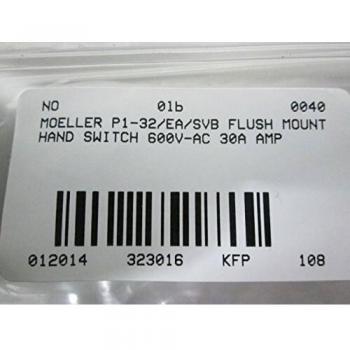 NO 01b 0040
MOELLER P1-32/EA/SVB FLUSH MOUNT
HAND SWITCH 600V-AC 30A AMP
012014 323016 KFP 108